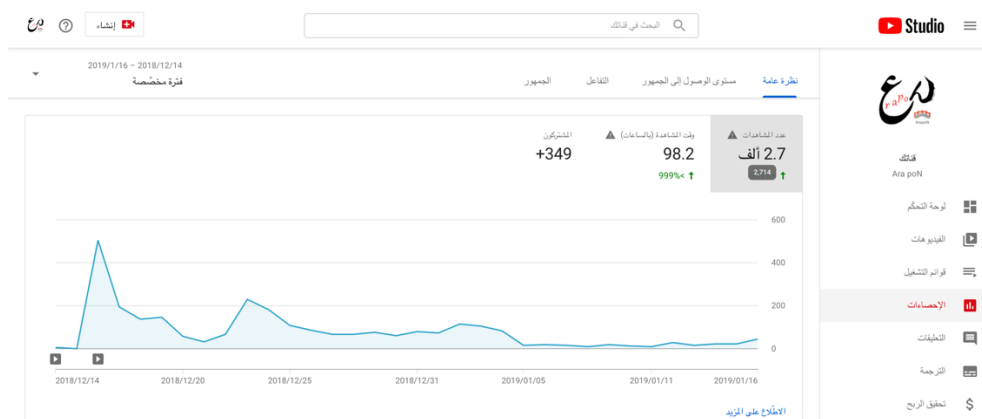 Studio
البحث في قناتك
إنشاء
rapo
AraponN
قناتك
Ara poN
لوحة التحكّم
الفيديوهات
قوائم التشغيل
الإحصاءات
التعليقات
الترجمة
تحقيق الربح
2018/12/14 – 2019/1/16
فترة مخصّصة
نظرة عامة
مستوى الوصول إلى الجمهور
التفاعل
الجمهور
عدد المشاهدات
2.7 ألف
2,714
وقت المشاهدة (بالساعات)
98.2
999%<
المشتركون
+349
600
400
200
0
2018/12/14 2018/12/20 2018/12/25 2018/12/31 2019/01/05 2019/01/11 2019/01/16
الاطّلاع على المزيد